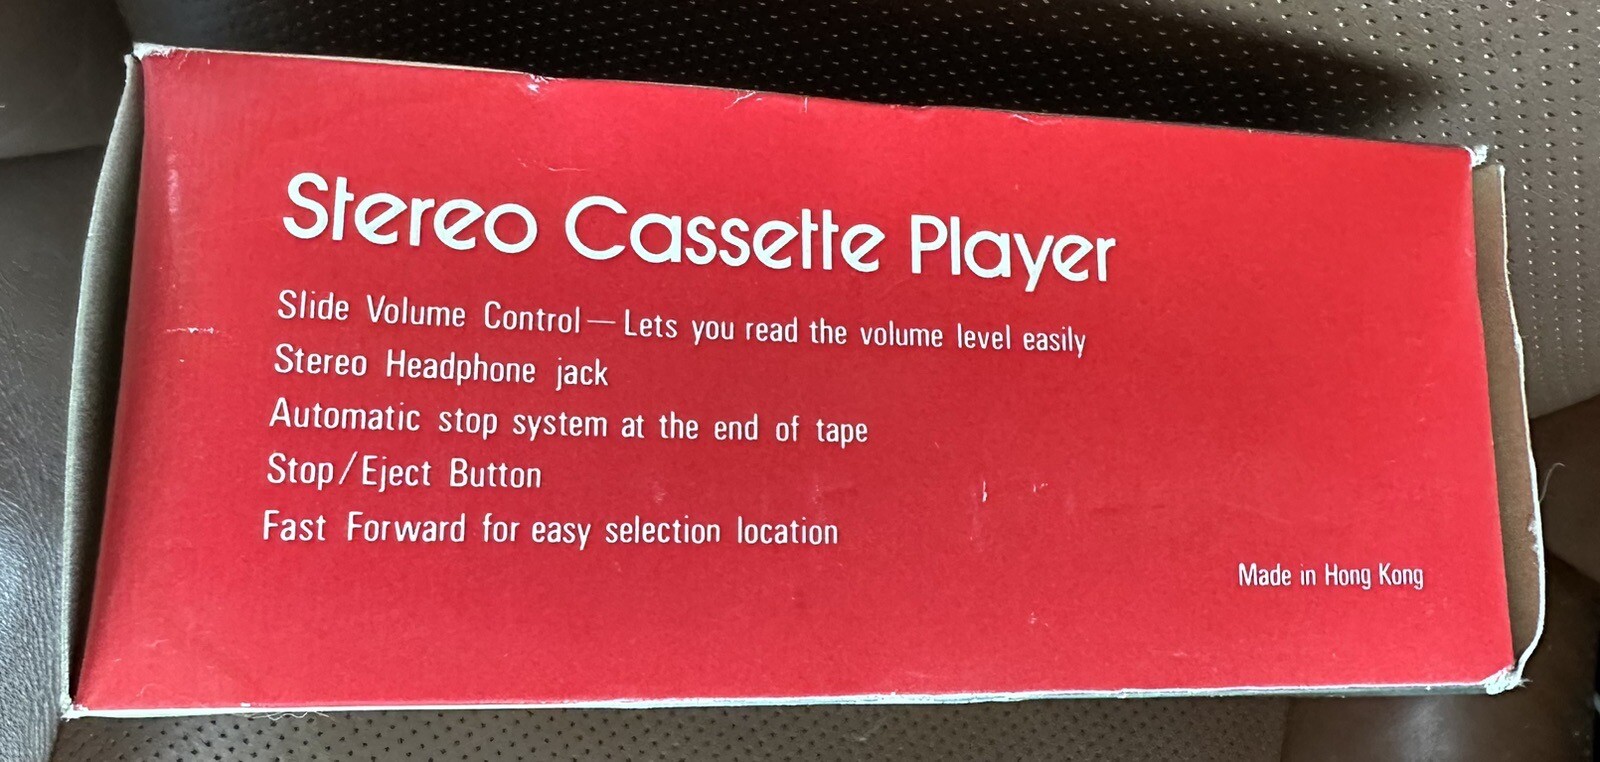 Stereo Cassette Player
Slide Volume Control — Lets you read the volume level easily
Stereo Headphone jack
Automatic stop system at the end of tape
Stop/Eject Button
Fast Forward for easy selection location
Made in Hong Kong